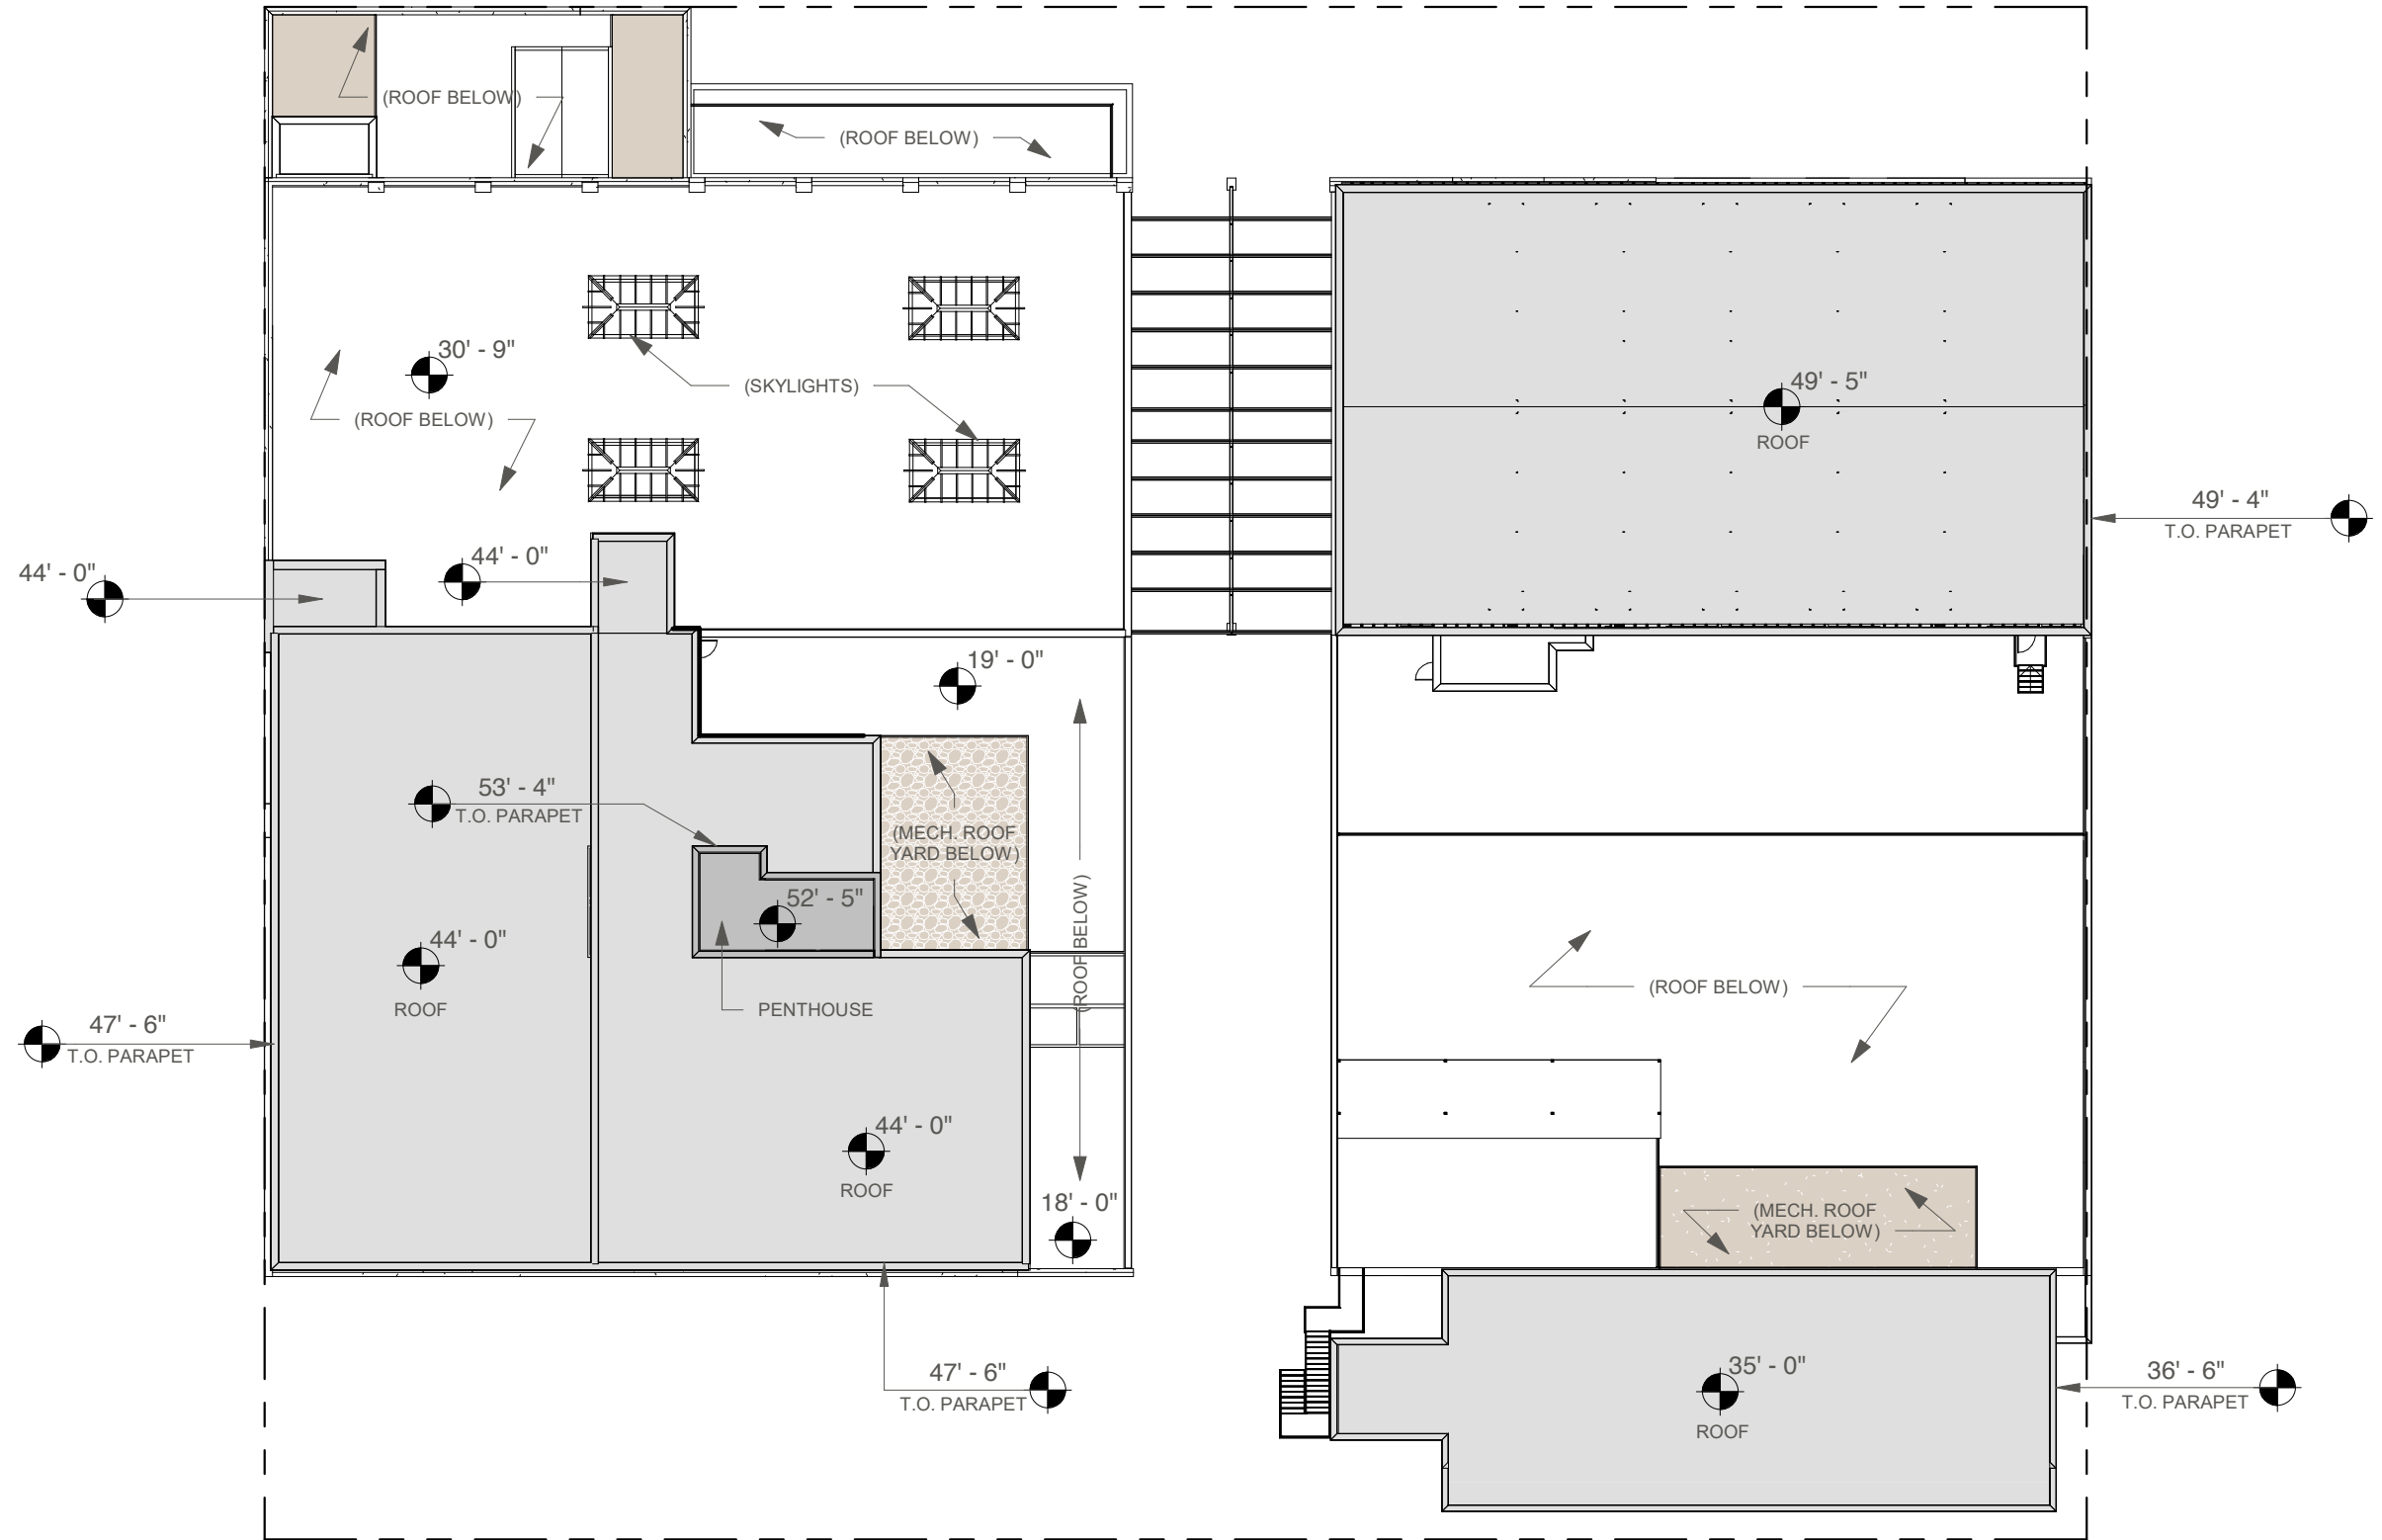 (ROOF BELOW)
(ROOF BELOW)
30' - 9"
(ROOF BELOW)
(SKYLIGHTS)
49' - 5"
ROOF
49' - 4"
T.O. PARAPET
44' - 0"
44' - 0"
19' - 0"
53' - 4"
T.O. PARAPET
(MECH. ROOF
YARD BELOW)
52' - 5"
(ROOF BELOW)
44' - 0"
ROOF
PENTHOUSE
(ROOF BELOW)
47' - 6"
T.O. PARAPET
44' - 0"
ROOF
18' - 0"
(MECH. ROOF
YARD BELOW)
47' - 6"
T.O. PARAPET
35' - 0"
ROOF
36' - 6"
T.O. PARAPET